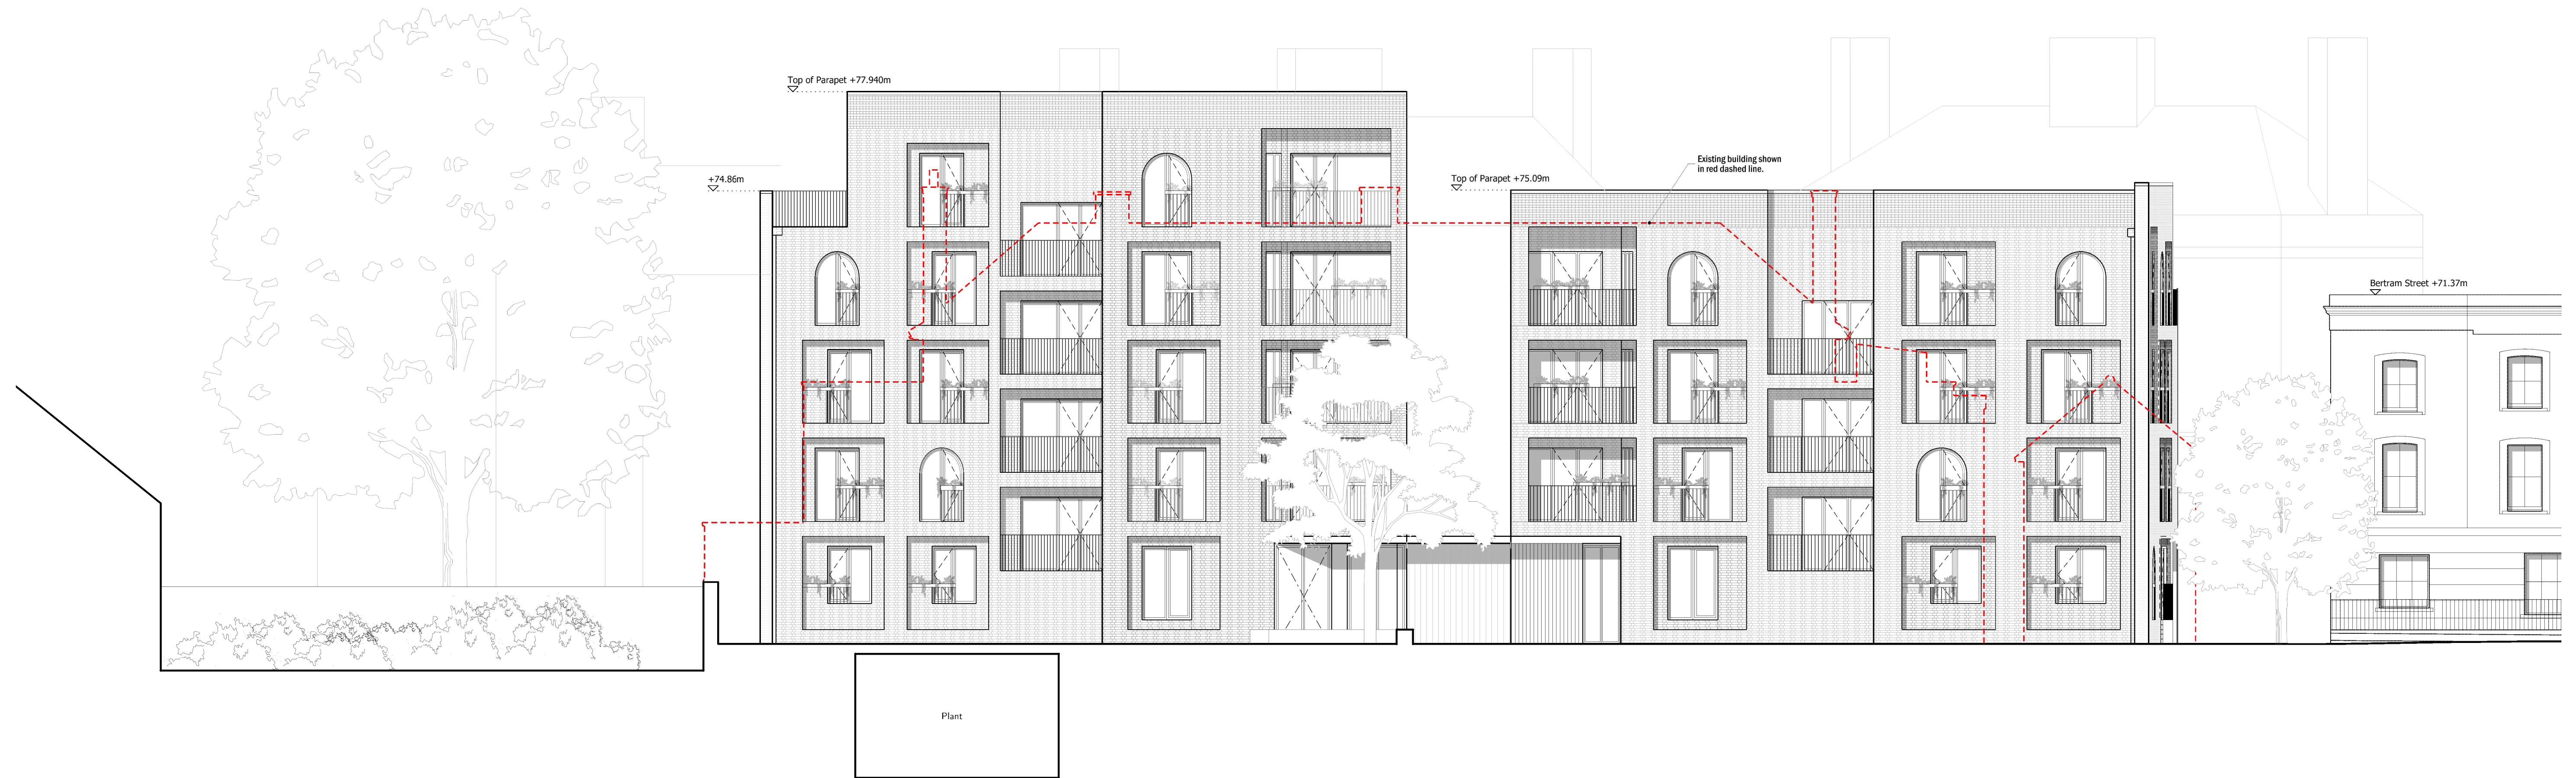 Top of Parapet +77.940m
Existing building shown
in red dashed line.
+74.86m
Top of Parapet +75.09m
Bertram Street +71.37m
Plant